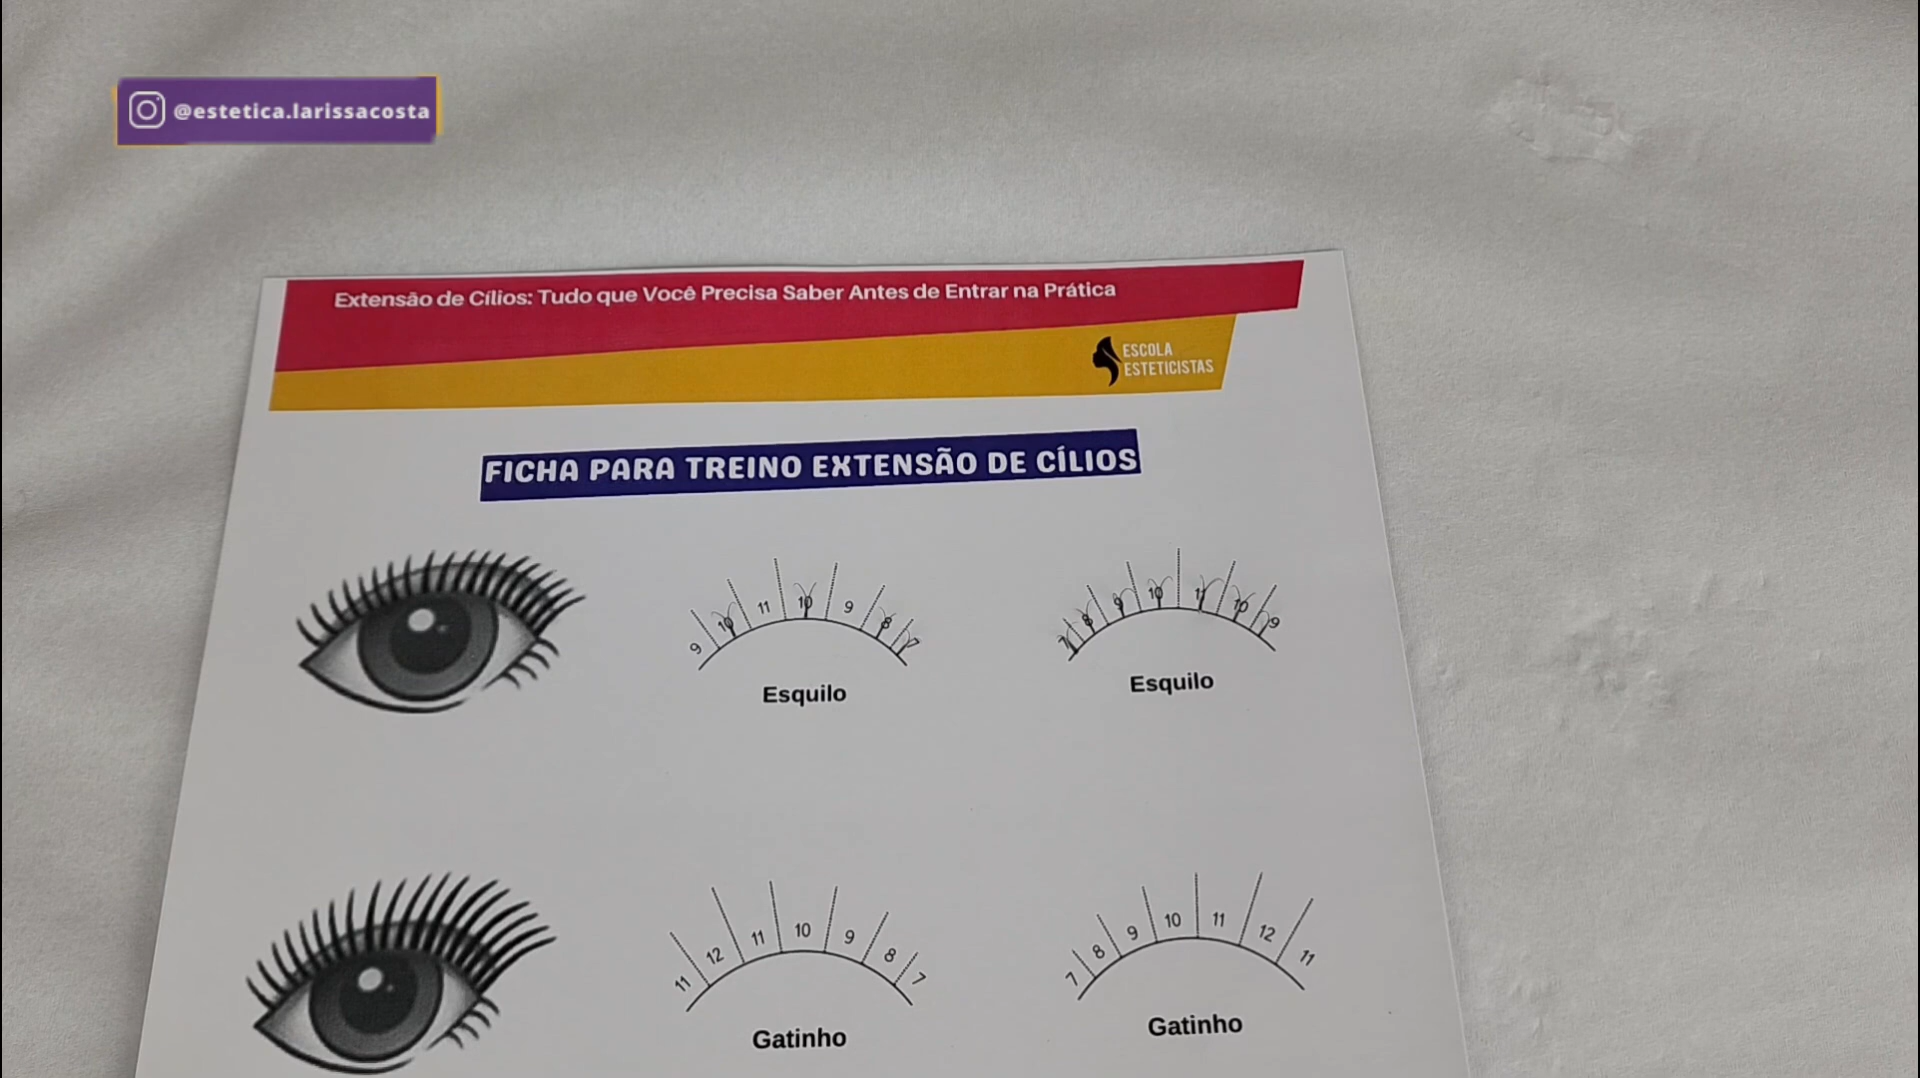 @estetica.larissacosta
Extensão de Cílios: Tudo que Você Precisa Saber Antes de Entrar na Prática
ESCOLA
ESTETICISTAS
FICHA PARA TREINO EXTENSÃO DE CÍLIOS
9 10 11 10 9 8 7
7 8 9 10 11 10 9
Esquilo
Esquilo
11 12 11 10 9 8 7
7 8 9 10 11 12 11
Gatinho
Gatinho